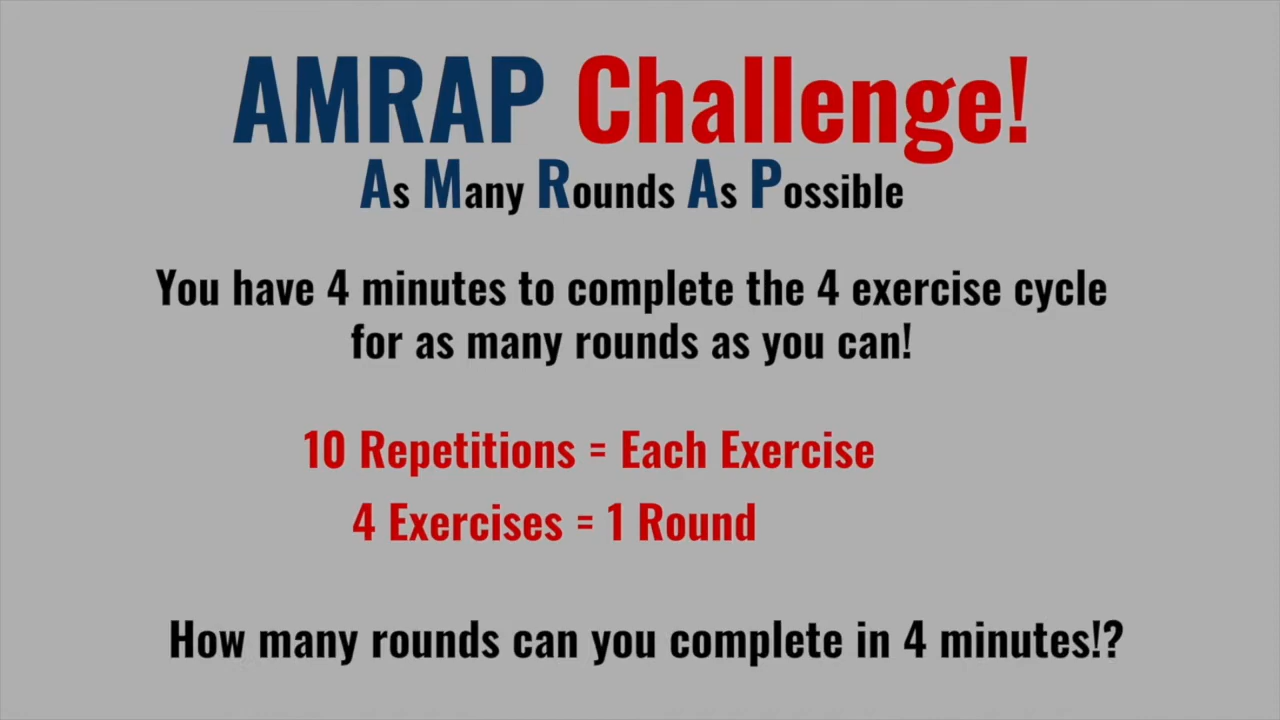 AMRAP Challenge!
As Many Rounds As Possible
You have 4 minutes to complete the 4 exercise cycle
for as many rounds as you can!
10 Repetitions = Each Exercise
4 Exercises = 1 Round
How many rounds can you complete in 4 minutes!?